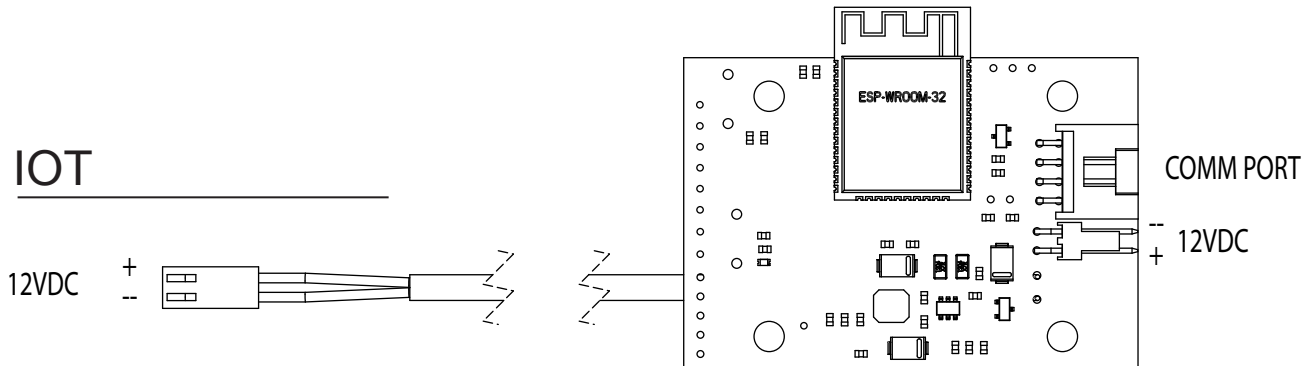 ESP-WROOM-32
IOT
COMM PORT
--
12VDC
+
12VDC
+
--